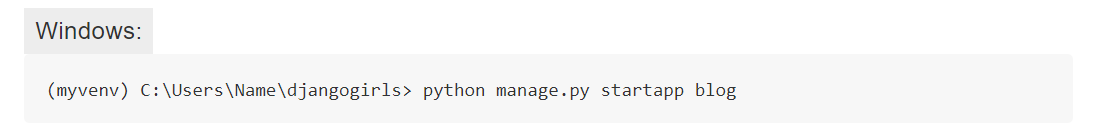 Windows:
(myvenv) C:\Users\Name\djangogirls> python manage.py startapp blog